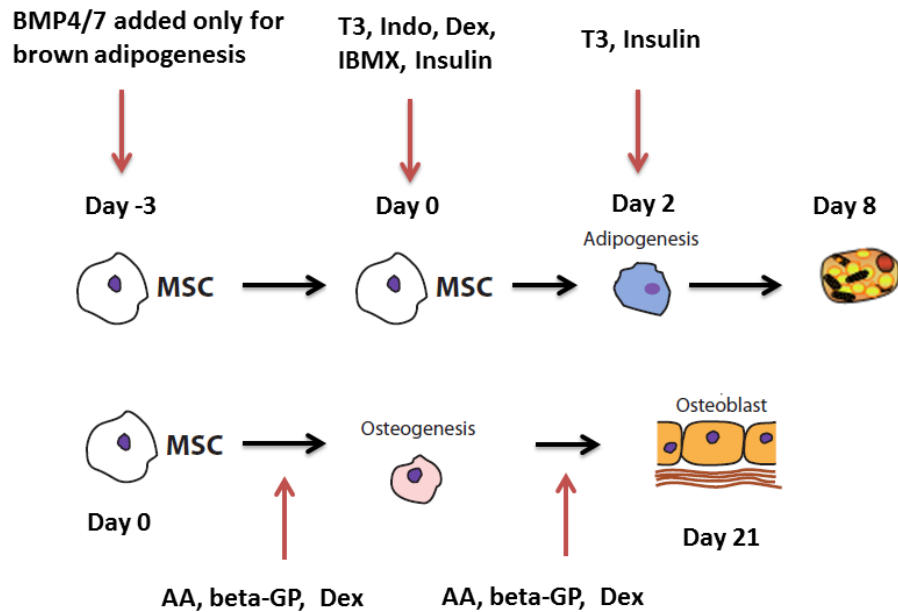 BMP4/7 added only for
brown adipogenesis
T3, Indo, Dex,
IBMX, Insulin
T3, Insulin
Day -3
Day 0
Day 2
Day 8
Adipogenesis
MSC
MSC
MSC
Osteogenesis
Osteoblast
Day 0
Day 21
AA, beta-GP, Dex
AA, beta-GP, Dex